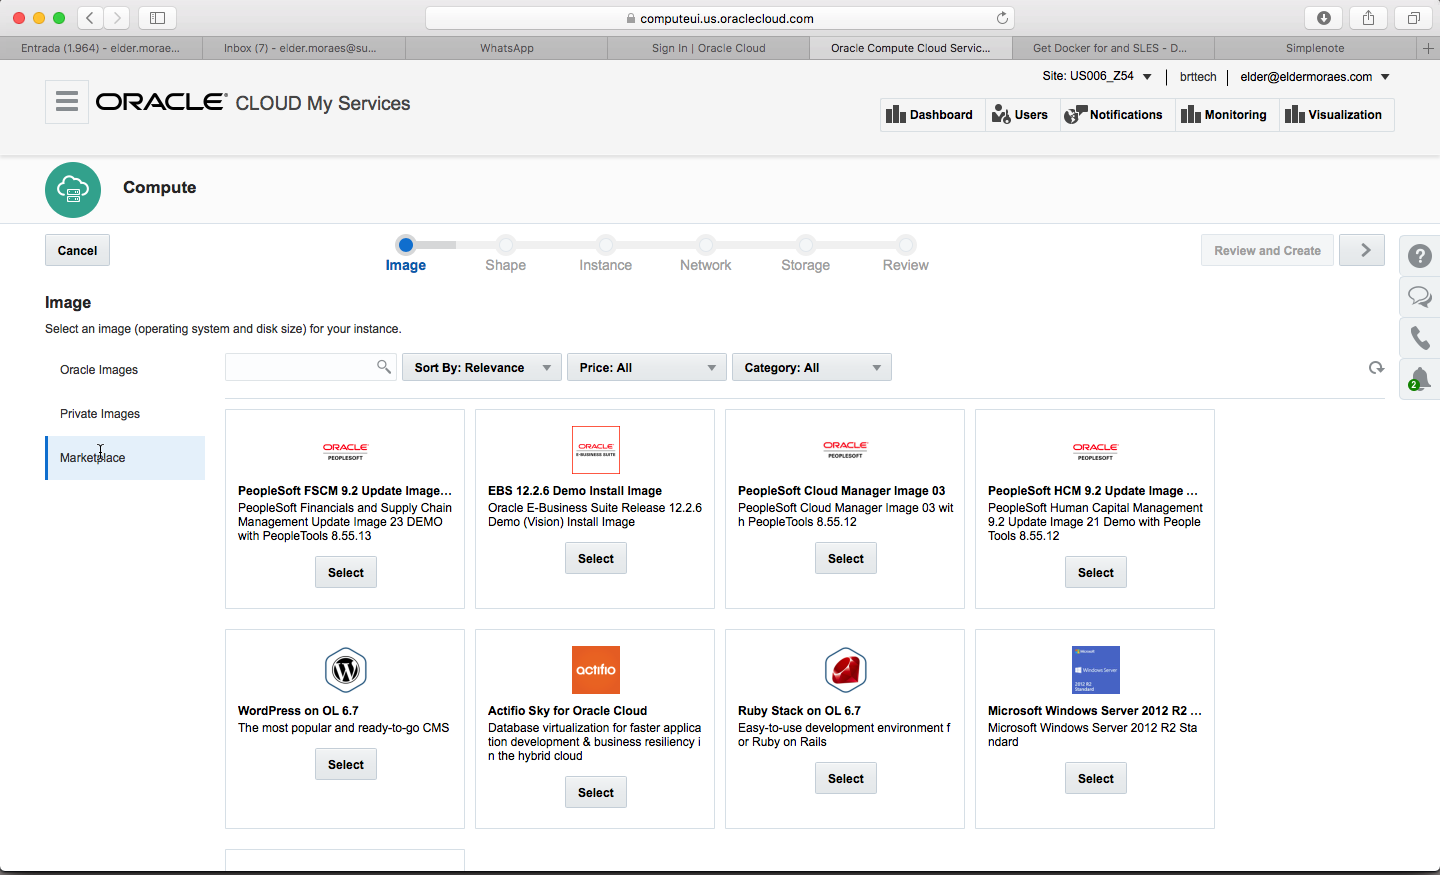 computeui.us.oraclecloud.com
Entrada (1.964) - elder.morae...
Inbox (7) - elder.moraes@su...
WhatsApp
Sign In | Oracle Cloud
Oracle Compute Cloud Servic...
Get Docker for and SLES - D...
Simplenote
Site: US006_Z54
brttech
elder@eldermoraes.com
ORACLE® CLOUD My Services
Dashboard
Users
Notifications
Monitoring
Visualization
Compute
Cancel
Image
Shape
Instance
Network
Storage
Review
Review and Create
Image
Select an image (operating system and disk size) for your instance.
Oracle Images
Private Images
Marketplace
Sort By: Relevance
Price: All
Category: All
2
ORACLE'
PEOPLESOFT
PeopleSoft FSCM 9.2 Update Image...
PeopleSoft Financials and Supply Chain
Management Update Image 23 DEMO
with PeopleTools 8.55.13
Select
ORACLE'
E-BUSINESS SUITE
EBS 12.2.6 Demo Install Image
Oracle E-Business Suite Release 12.2.6
Demo (Vision) Install Image
Select
ORACLE'
PEOPLESOFT
PeopleSoft Cloud Manager Image 03
PeopleSoft Cloud Manager Image 03 wit
h PeopleTools 8.55.12
Select
ORACLE'
PEOPLESOFT
PeopleSoft HCM 9.2 Update Image ...
PeopleSoft Human Capital Management
9.2 Update Image 21 Demo with People
Tools 8.55.12
Select
WordPress on OL 6.7
The most popular and ready-to-go CMS
Select
actifio
Actifio Sky for Oracle Cloud
Database virtualization for faster applica
tion development & business resiliency i
n the hybrid cloud
Select
Ruby Stack on OL 6.7
Easy-to-use development environment f
or Ruby on Rails
Select
Microsoft
Windows Server
2012 R2
Standard
Microsoft Windows Server 2012 R2 ...
Microsoft Windows Server 2012 R2 Sta
ndard
Select